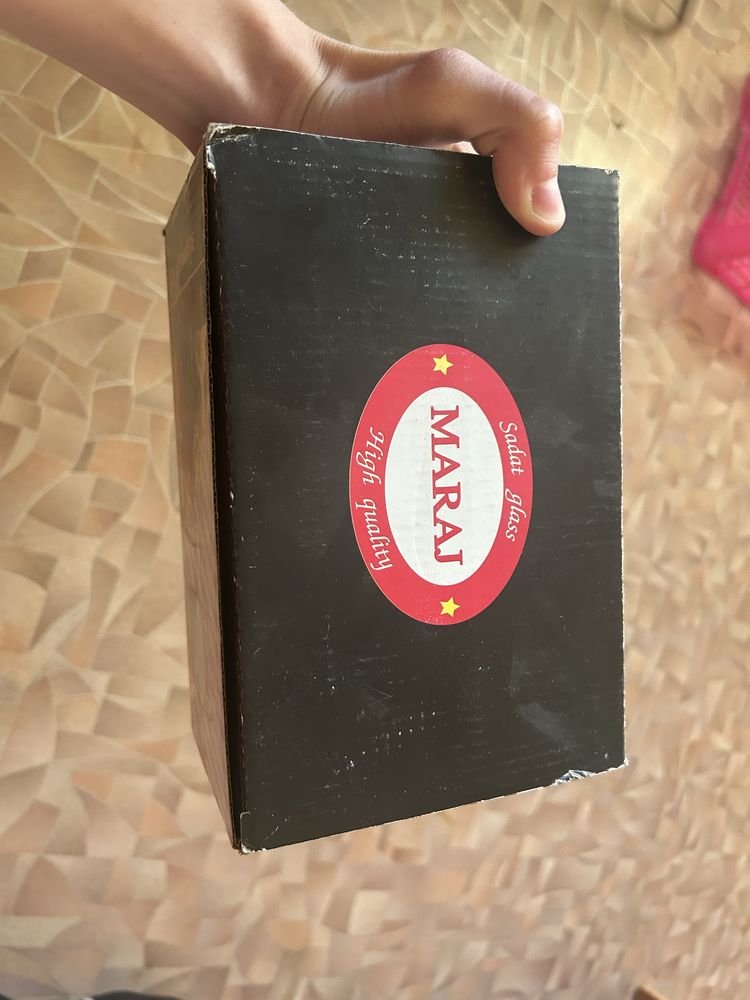 Sadat glass
MARAJ
High quality